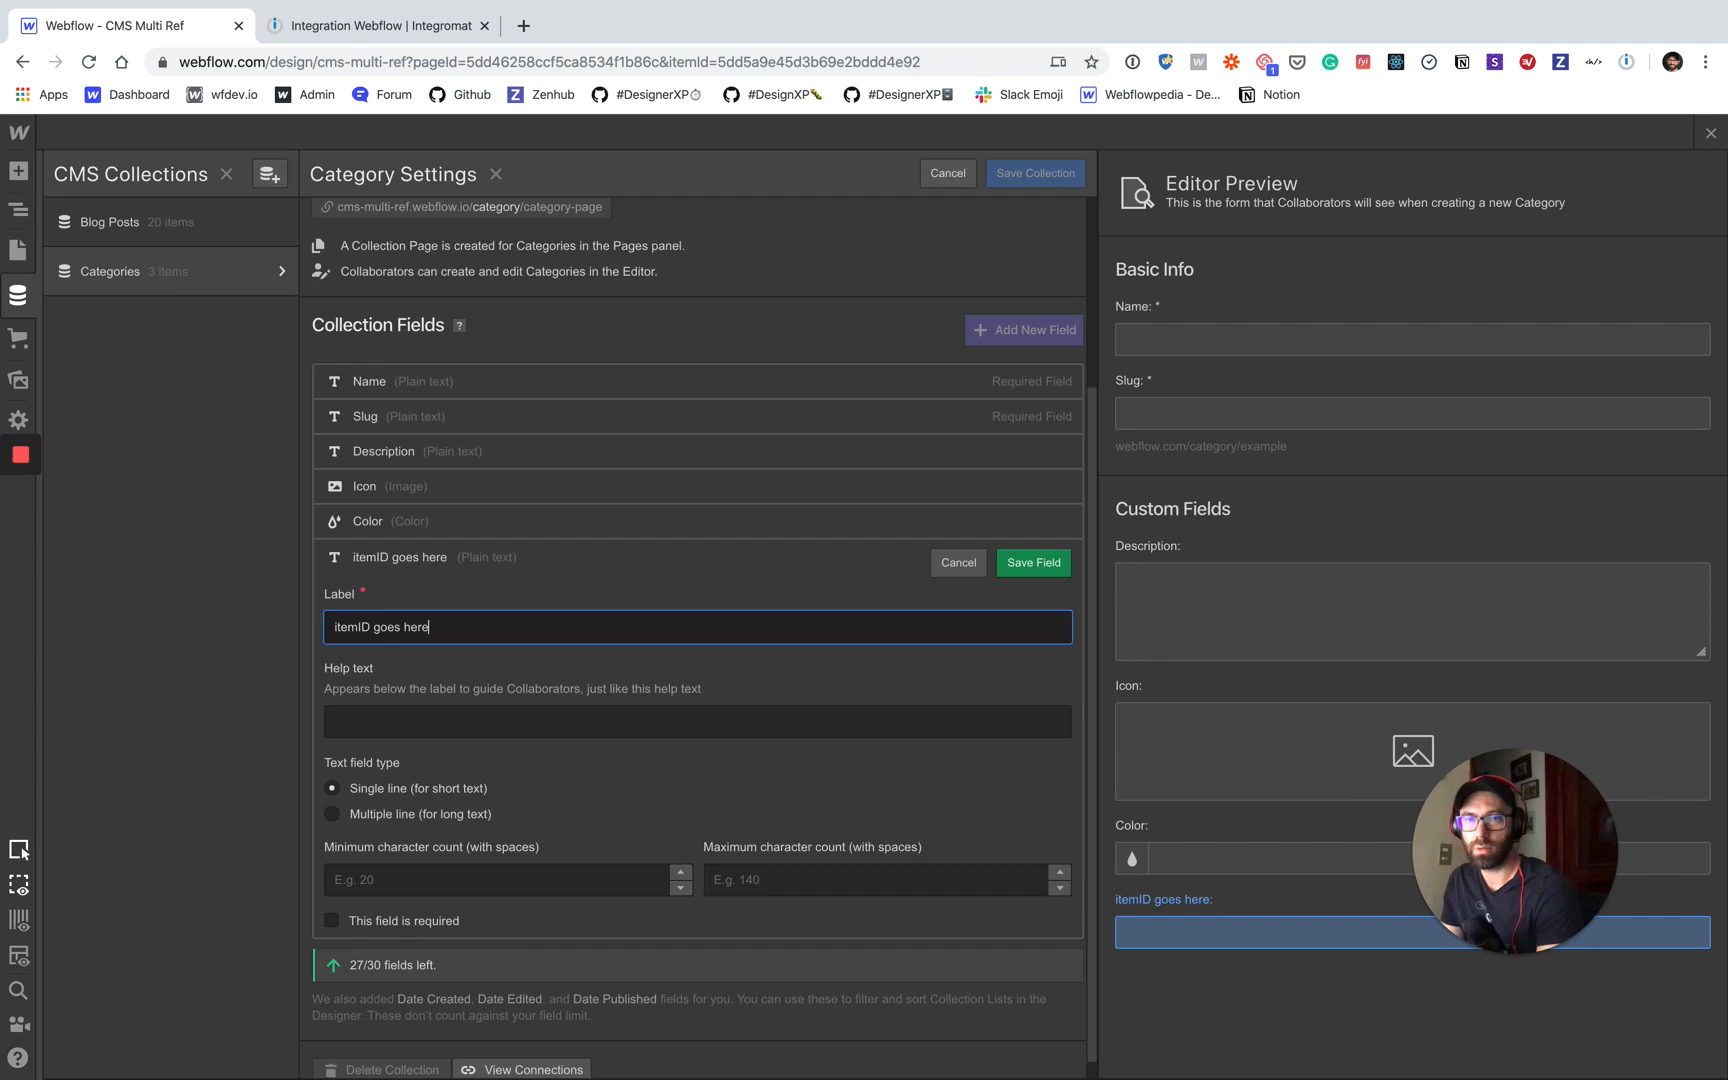 Webflow - CMS Multi Ref
Integration Webflow | Integromat
webflow.com/design/cms-multi-ref?pageId=5dd46258ccf5ca8534f1b86c&itemId=5dd5a9e45d3b69e2bddd4e92
Apps Dashboard wfdev.io Admin Forum Github Zenhub #DesignerXP⏱ #DesignXP🐛 #DesignerXP🗄 Slack Emoji Webflowpedia - De... Notion
CMS Collections
Blog Posts 20 items
Categories 3 items
Category Settings
Cancel
Save Collection
cms-multi-ref.webflow.io/category/category-page
A Collection Page is created for Categories in the Pages panel.
Collaborators can create and edit Categories in the Editor.
Collection Fields ?
+ Add New Field
Name (Plain text) Required Field
Slug (Plain text) Required Field
Description (Plain text)
Icon (Image)
Color (Color)
itemID goes here (Plain text)
Cancel
Save Field
Label *
itemID goes here
Help text
Appears below the label to guide Collaborators, just like this help text
Text field type
Single line (for short text)
Multiple line (for long text)
Minimum character count (with spaces)
Maximum character count (with spaces)
E.g. 20
E.g. 140
This field is required
27/30 fields left.
We also added Date Created, Date Edited, and Date Published fields for you. You can use these to filter and sort Collection Lists in the
Designer. These don't count against your field limit.
Delete Collection
View Connections
Editor Preview
This is the form that Collaborators will see when creating a new Category
Basic Info
Name: *
Slug: *
webflow.com/category/example
Custom Fields
Description:
Icon:
Color:
itemID goes here: